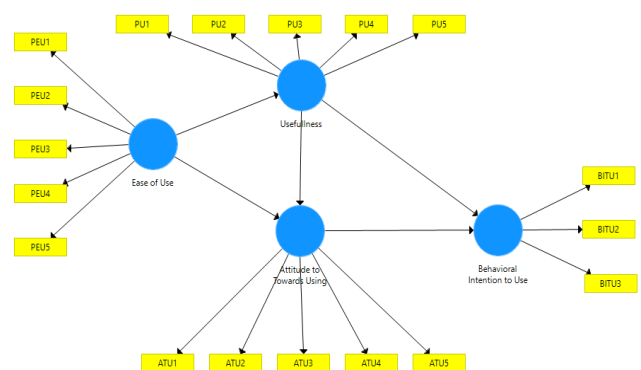 PU1
PU2
PU3
PU4
PU5
PEU1
PEU2
PEU3
PEU4
PEU5
Usefullness
Ease of Use
Attitude to
Towards Using
Behavioral
Intention to Use
BITU1
BITU2
BITU3
ATU1
ATU2
ATU3
ATU4
ATU5